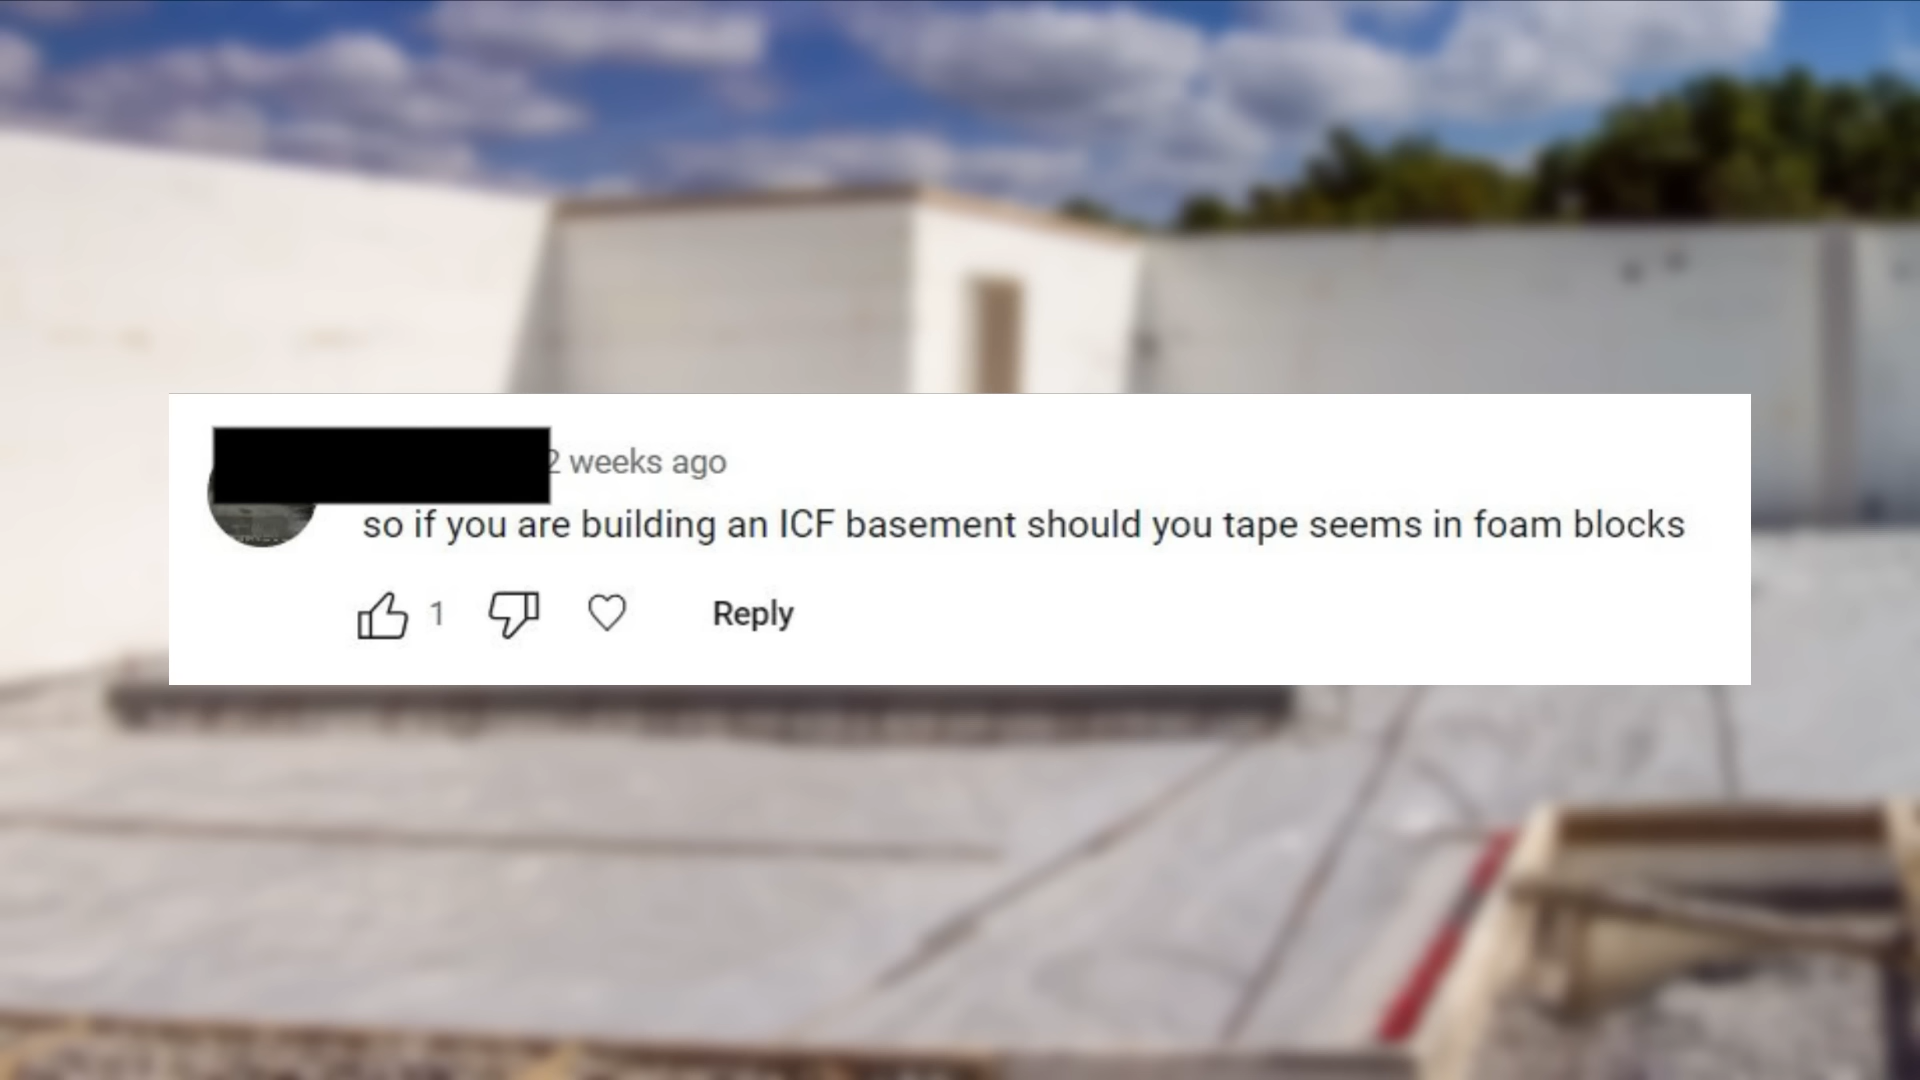 2 weeks ago
so if you are building an ICF basement should you tape seems in foam blocks
1 Reply